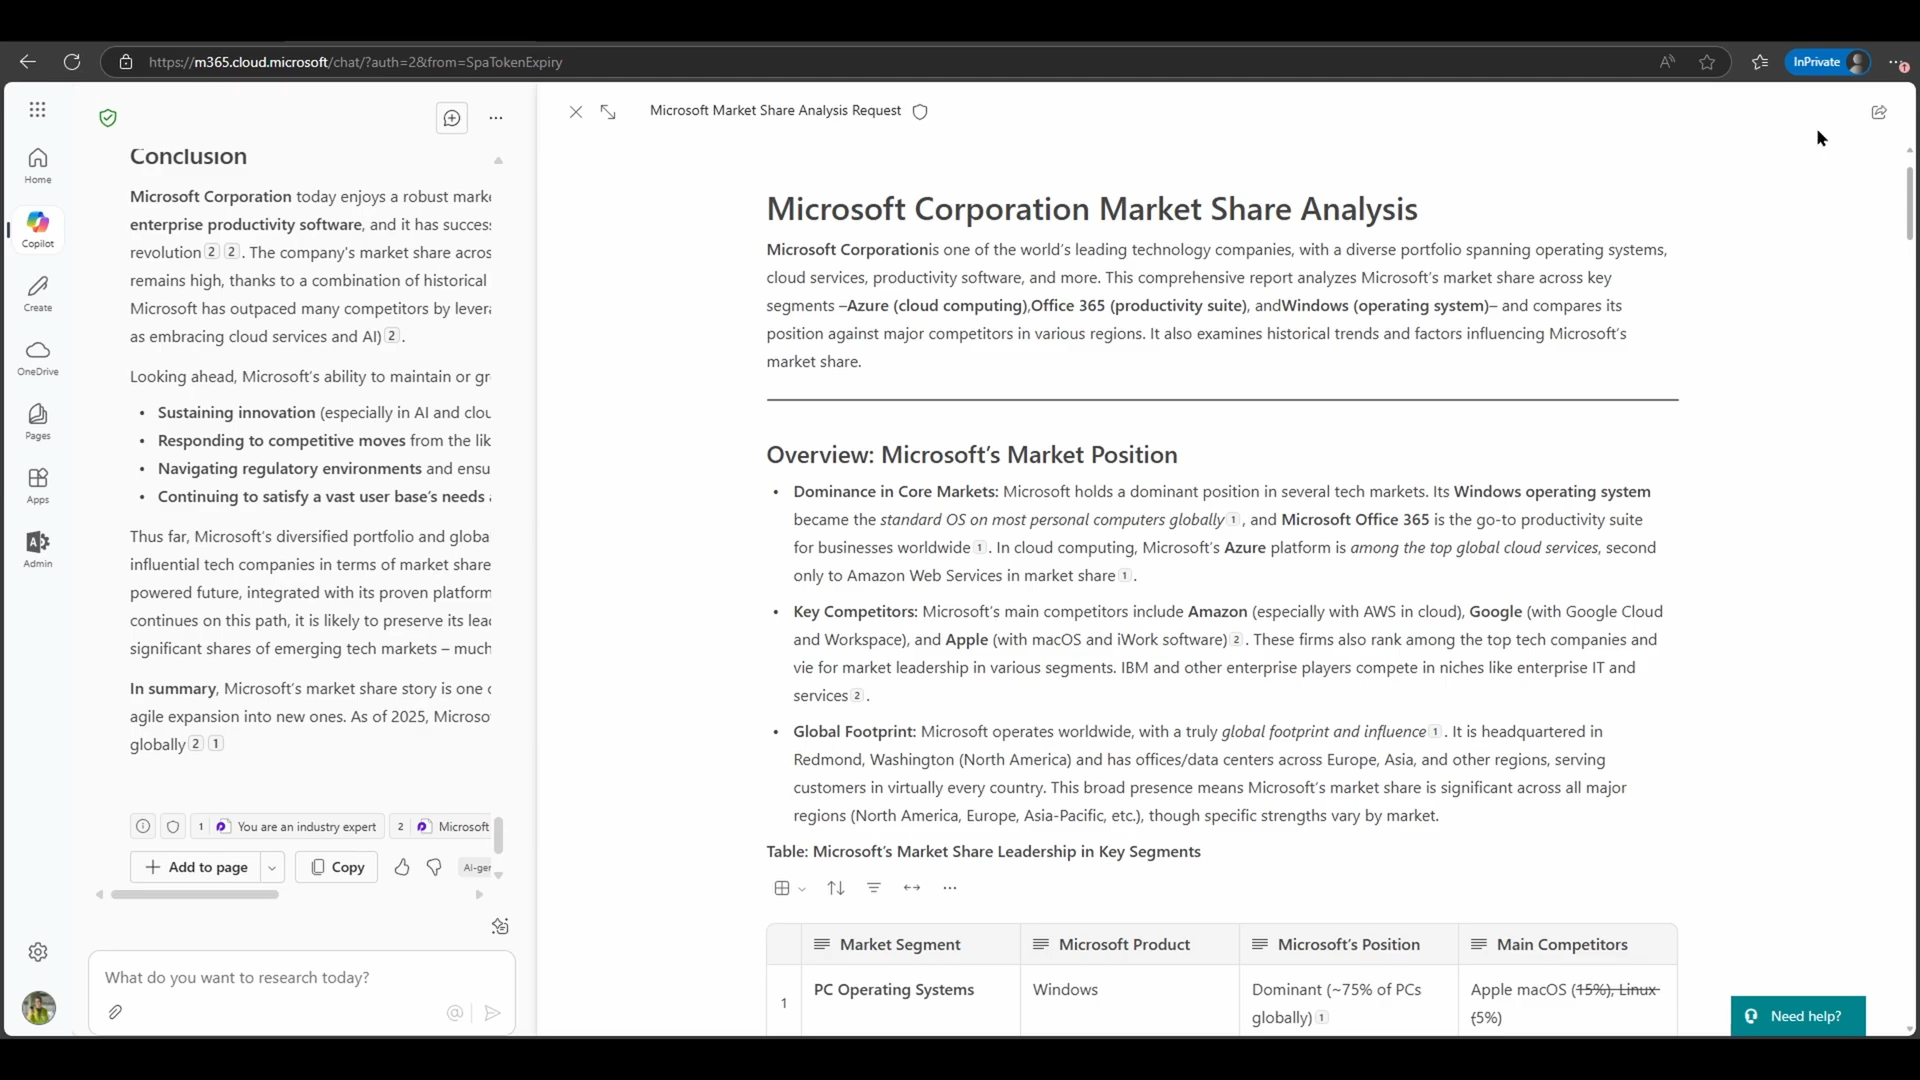 https://m365.cloud.microsoft/chat/?auth=2&from=SpaTokenExpiry
InPrivate
Home
Copilot
Create
OneDrive
Pages
Apps
Admin
Conclusion
Microsoft Corporation today enjoys a robust mark
enterprise productivity software, and it has succes
revolution 2 2. The company's market share acros
remains high, thanks to a combination of historical
Microsoft has outpaced many competitors by lever
as embracing cloud services and AI) 2.
Looking ahead, Microsoft's ability to maintain or gr
• Sustaining innovation (especially in AI and clou
• Responding to competitive moves from the lik
• Navigating regulatory environments and ensu
• Continuing to satisfy a vast user base's needs
Thus far, Microsoft's diversified portfolio and globa
influential tech companies in terms of market share
powered future, integrated with its proven platform
continues on this path, it is likely to preserve its lea
significant shares of emerging tech markets – much
In summary, Microsoft's market share story is one
agile expansion into new ones. As of 2025, Microso
globally 2 1
1 You are an industry expert 2 Microsoft
Add to page Copy AI-ger
What do you want to research today?
Microsoft Market Share Analysis Request
Microsoft Corporation Market Share Analysis
Microsoft Corporationis one of the world's leading technology companies, with a diverse portfolio spanning operating systems,
cloud services, productivity software, and more. This comprehensive report analyzes Microsoft's market share across key
segments –Azure (cloud computing),Office 365 (productivity suite), andWindows (operating system)– and compares its
position against major competitors in various regions. It also examines historical trends and factors influencing Microsoft's
market share.
Overview: Microsoft's Market Position
• Dominance in Core Markets: Microsoft holds a dominant position in several tech markets. Its Windows operating system
became the standard OS on most personal computers globally 1, and Microsoft Office 365 is the go-to productivity suite
for businesses worldwide 1. In cloud computing, Microsoft's Azure platform is among the top global cloud services, second
only to Amazon Web Services in market share 1.
• Key Competitors: Microsoft's main competitors include Amazon (especially with AWS in cloud), Google (with Google Cloud
and Workspace), and Apple (with macOS and iWork software) 2. These firms also rank among the top tech companies and
vie for market leadership in various segments. IBM and other enterprise players compete in niches like enterprise IT and
services 2.
• Global Footprint: Microsoft operates worldwide, with a truly global footprint and influence 1. It is headquartered in
Redmond, Washington (North America) and has offices/data centers across Europe, Asia, and other regions, serving
customers in virtually every country. This broad presence means Microsoft's market share is significant across all major
regions (North America, Europe, Asia-Pacific, etc.), though specific strengths vary by market.
Table: Microsoft's Market Share Leadership in Key Segments
Market Segment Microsoft Product Microsoft's Position Main Competitors
1 PC Operating Systems Windows Dominant (~75% of PCs globally) 1 Apple macOS (15%), Linux (5%)
Need help?